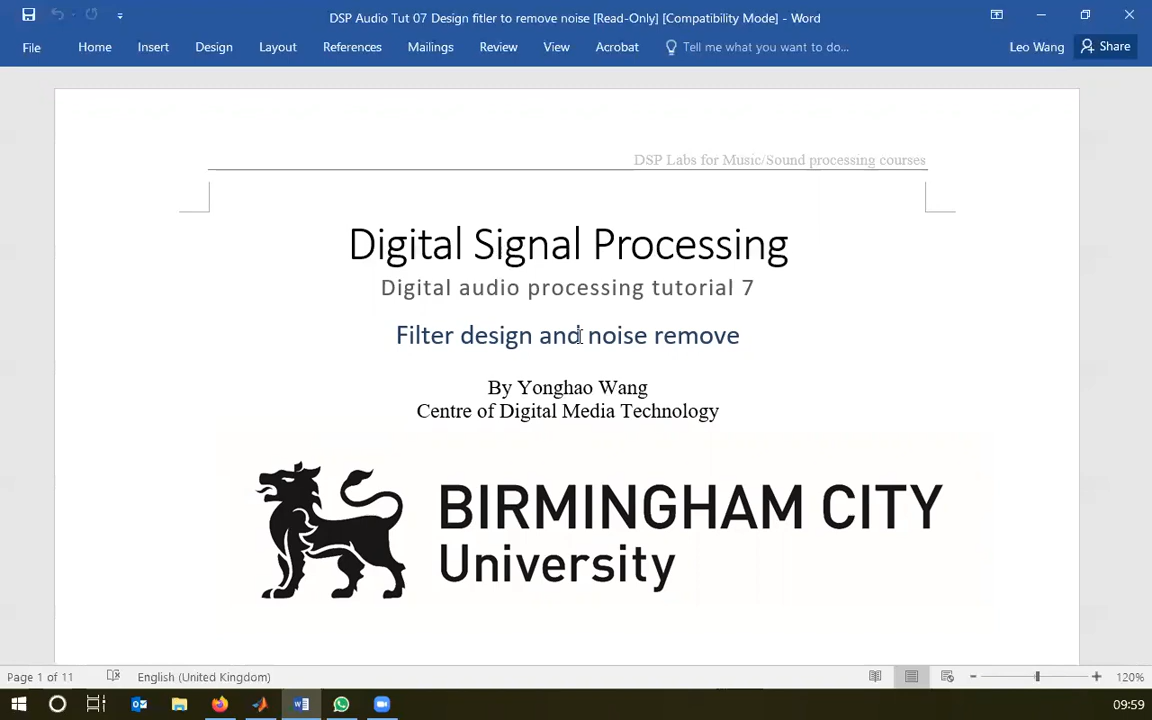 DSP Audio Tut 07 Design fitler to remove noise [Read-Only] [Compatibility Mode] - Word
File Home Insert Design Layout References Mailings Review View Acrobat Tell me what you want to do... Leo Wang Share
DSP Labs for Music/Sound processing courses
Digital Signal Processing
Digital audio processing tutorial 7
Filter design and noise remove
By Yonghao Wang
Centre of Digital Media Technology
BIRMINGHAM CITY
University
Page 1 of 11 English (United Kingdom) 120%
09:59